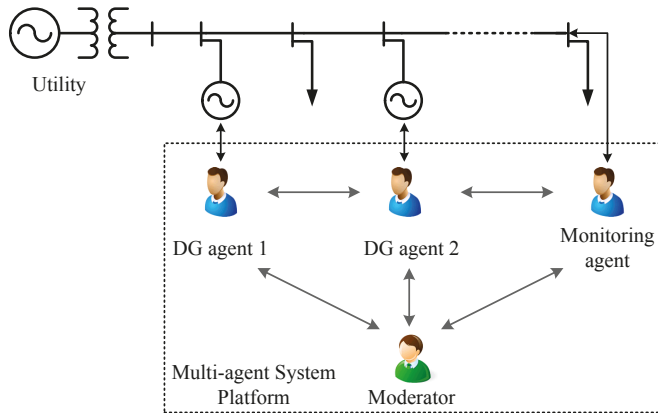 Utility
DG agent 1
DG agent 2
Monitoring
agent
Multi-agent System
Platform
Moderator